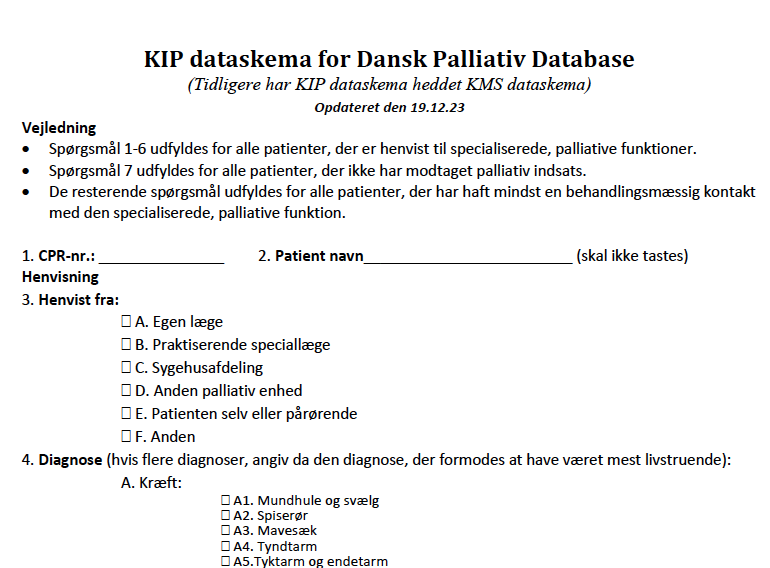 KIP dataskema for Dansk Palliativ Database
(Tidligere har KIP dataskema heddet KMS dataskema)
Opdateret den 19.12.23
Vejledning
• Spørgsmål 1-6 udfyldes for alle patienter, der er henvist til specialiserede, palliative funktioner.
• Spørgsmål 7 udfyldes for alle patienter, der ikke har modtaget palliativ indsats.
• De resterende spørgsmål udfyldes for alle patienter, der har haft mindst en behandlingsmæssig kontakt
med den specialiserede, palliative funktion.
1. CPR-nr.: _______________ 2. Patient navn_________________________ (skal ikke tastes)
Henvisning
3. Henvist fra:
☐ A. Egen læge
☐ B. Praktiserende speciallæge
☐ C. Sygehusafdeling
☐ D. Anden palliativ enhed
☐ E. Patienten selv eller pårørende
☐ F. Anden
4. Diagnose (hvis flere diagnoser, angiv da den diagnose, der formodes at have været mest livstruende):
A. Kræft:
☐ A1. Mundhule og svælg
☐ A2. Spiserør
☐ A3. Mavesæk
☐ A4. Tyndtarm
☐ A5.Tyktarm og endetarm